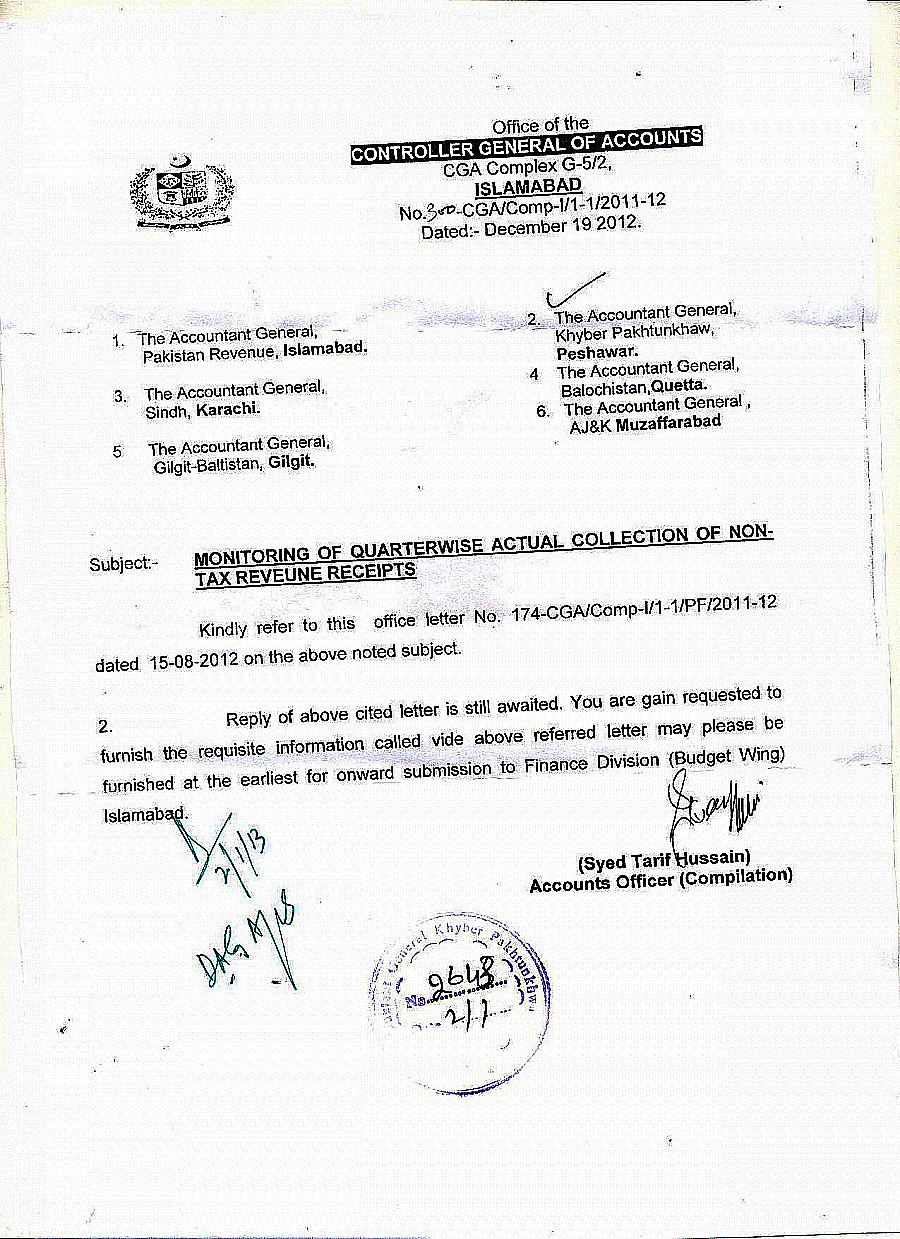 Office of the
CONTROLLER GENERAL OF ACCOUNTS
CGA Complex G-5/2,
ISLAMABAD
No.300-CGA/Comp-I/1-1/2011-12
Dated:- December 19 2012.
1. The Accountant General,
Pakistan Revenue, Islamabad.
2 The Accountant General,
Khyber Pakhtunkhaw,
Peshawar.
3. The Accountant General,
Sindh, Karachi.
4 The Accountant General,
Balochistan,Quetta.
5 The Accountant General,
Gilgit-Baltistan, Gilgit.
6. The Accountant General ,
AJ&K Muzaffarabad
Subject:- MONITORING OF QUARTERWISE ACTUAL COLLECTION OF NON-
TAX REVEUNE RECEIPTS
Kindly refer to this office letter No. 174-CGA/Comp-I/1-1/PF/2011-12
dated 15-08-2012 on the above noted subject.
2. Reply of above cited letter is still awaited. You are gain requested to
furnish the requisite information called vide above referred letter may please be
furnished at the earliest for onward submission to Finance Division (Budget Wing)
Islamabad.
2/1/13
(Syed Tarif Hussain)
Accounts Officer (Compilation)
General Khyber Pakhtunkhwa
No. 2648
2/1